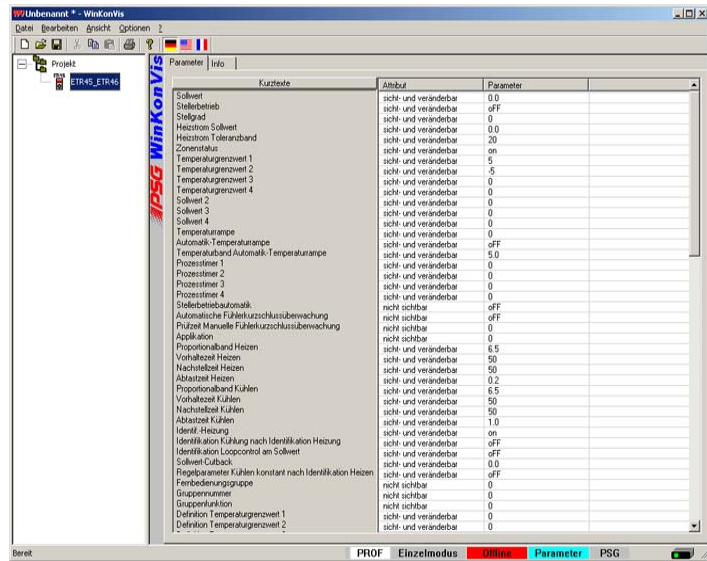 Unbenannt * - WinKonVis
Datei Bearbeiten Ansicht Optionen ?
Projekt
ETR45_ETR46
PSG WinKonVis
Parameter Info
Kurztexte Attribut Parameter
Sollwert sicht- und veränderbar 0.0
Stellerbetrieb sicht- und veränderbar oFF
Stellgrad sicht- und veränderbar 0
Heizstrom Sollwert sicht- und veränderbar 0.0
Heizstrom Toleranzband sicht- und veränderbar 20
Zonenstatus sicht- und veränderbar on
Temperaturgrenzwert 1 sicht- und veränderbar 5
Temperaturgrenzwert 2 sicht- und veränderbar -5
Temperaturgrenzwert 3 sicht- und veränderbar 0
Temperaturgrenzwert 4 sicht- und veränderbar 0
Sollwert 2 sicht- und veränderbar 0
Sollwert 3 sicht- und veränderbar 0
Sollwert 4 sicht- und veränderbar 0
Temperaturrampe sicht- und veränderbar 0
Automatik-Temperaturrampe sicht- und veränderbar oFF
Temperaturband Automatik-Temperaturrampe sicht- und veränderbar 5.0
Prozesstimer 1 sicht- und veränderbar 0
Prozesstimer 2 sicht- und veränderbar 0
Prozesstimer 3 sicht- und veränderbar 0
Prozesstimer 4 sicht- und veränderbar 0
Stellerbetriebautomatik nicht sichtbar oFF
Automatische Fühlerkurzschlussüberwachung nicht sichtbar oFF
Prüfzeit Manuelle Fühlerkurzschlussüberwachung nicht sichtbar 0
Applikation nicht sichtbar 0
Proportionalband Heizen sicht- und veränderbar 6.5
Vorhaltezeit Heizen sicht- und veränderbar 50
Nachstellzeit Heizen sicht- und veränderbar 50
Abtastzeit Heizen sicht- und veränderbar 0.2
Proportionalband Kühlen sicht- und veränderbar 6.5
Vorhaltezeit Kühlen sicht- und veränderbar 50
Nachstellzeit Kühlen sicht- und veränderbar 50
Abtastzeit Kühlen sicht- und veränderbar 1.0
Identif.-Heizung sicht- und veränderbar on
Identifikation Kühlung nach Identifikation Heizung sicht- und veränderbar oFF
Identifikation Loopcontrol am Sollwert sicht- und veränderbar oFF
Sollwert-Cutback sicht- und veränderbar 0.0
Regelparameter Kühlen konstant nach Identifikation Heizen sicht- und veränderbar oFF
Fernbedienungsgruppe nicht sichtbar 0
Gruppennummer nicht sichtbar 0
Gruppenfunktion nicht sichtbar 0
Definition Temperaturgrenzwert 1 sicht- und veränderbar 0
Definition Temperaturgrenzwert 2 sicht- und veränderbar 0
Bereit PROF Einzelmodus Offline Parameter PSG